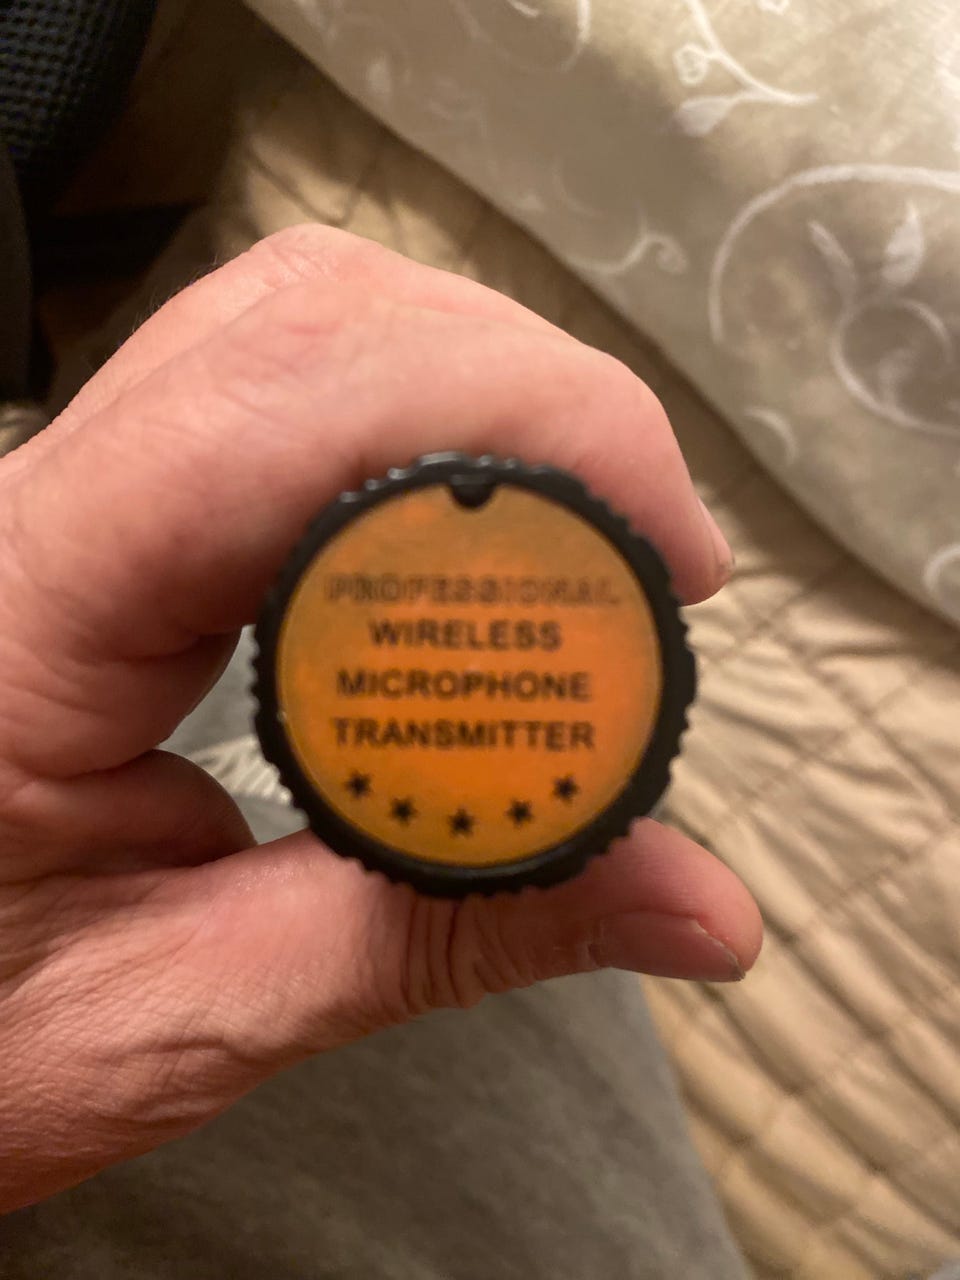 PROFESSIONAL
WIRELESS
MICROPHONE
TRANSMITTER